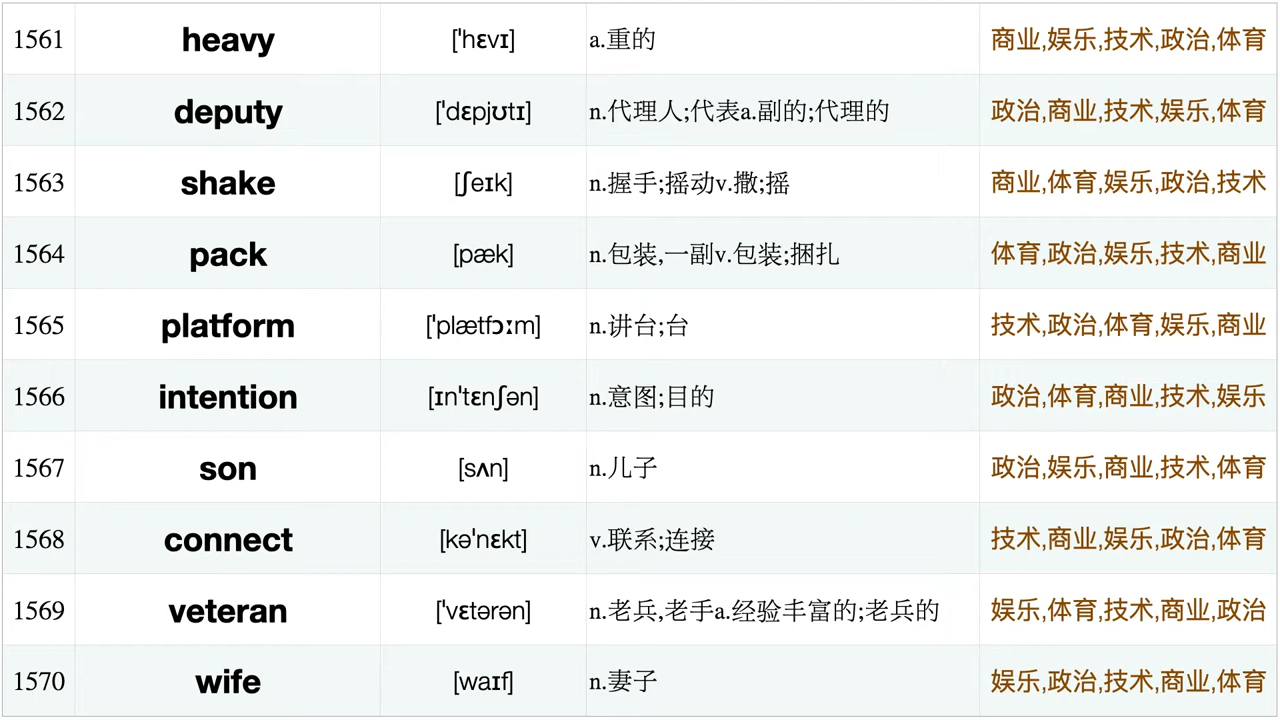 1561 heavy [ˈhɛvɪ] a.重的 商业,娱乐,技术,政治,体育
1562 deputy [ˈdɛpjʊtɪ] n.代理人;代表a.副的;代理的 政治,商业,技术,娱乐,体育
1563 shake [ʃeɪk] n.握手;摇动v.撒;摇 商业,体育,娱乐,政治,技术
1564 pack [pæk] n.包装,一副v.包装;捆扎 体育,政治,娱乐,技术,商业
1565 platform [ˈplætfɔːm] n.讲台;台 技术,政治,体育,娱乐,商业
1566 intention [ɪnˈtɛnʃən] n.意图;目的 政治,体育,商业,技术,娱乐
1567 son [sʌn] n.儿子 政治,娱乐,商业,技术,体育
1568 connect [kəˈnɛkt] v.联系;连接 技术,商业,娱乐,政治,体育
1569 veteran [ˈvɛtərən] n.老兵,老手a.经验丰富的;老兵的 娱乐,体育,技术,商业,政治
1570 wife [waɪf] n.妻子 娱乐,政治,技术,商业,体育